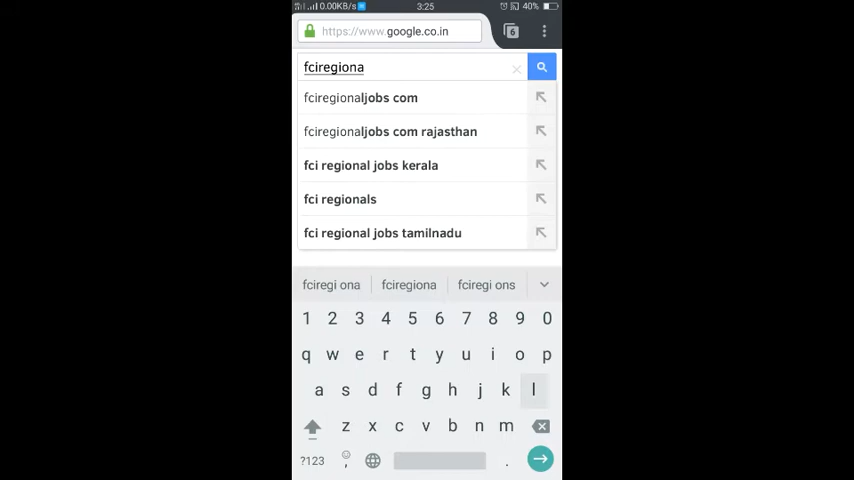 0.00KB/s 3:25 40%
https://www.google.co.in 6
fciregiona
fciregionaljobs com
fciregionaljobs com rajasthan
fci regional jobs kerala
fci regionals
fci regional jobs tamilnadu
fciregi ona fciregiona fciregi ons
1 2 3 4 5 6 7 8 9 0
q w e r t y u i o p
a s d f g h j k l
z x c v b n m
?123 , .